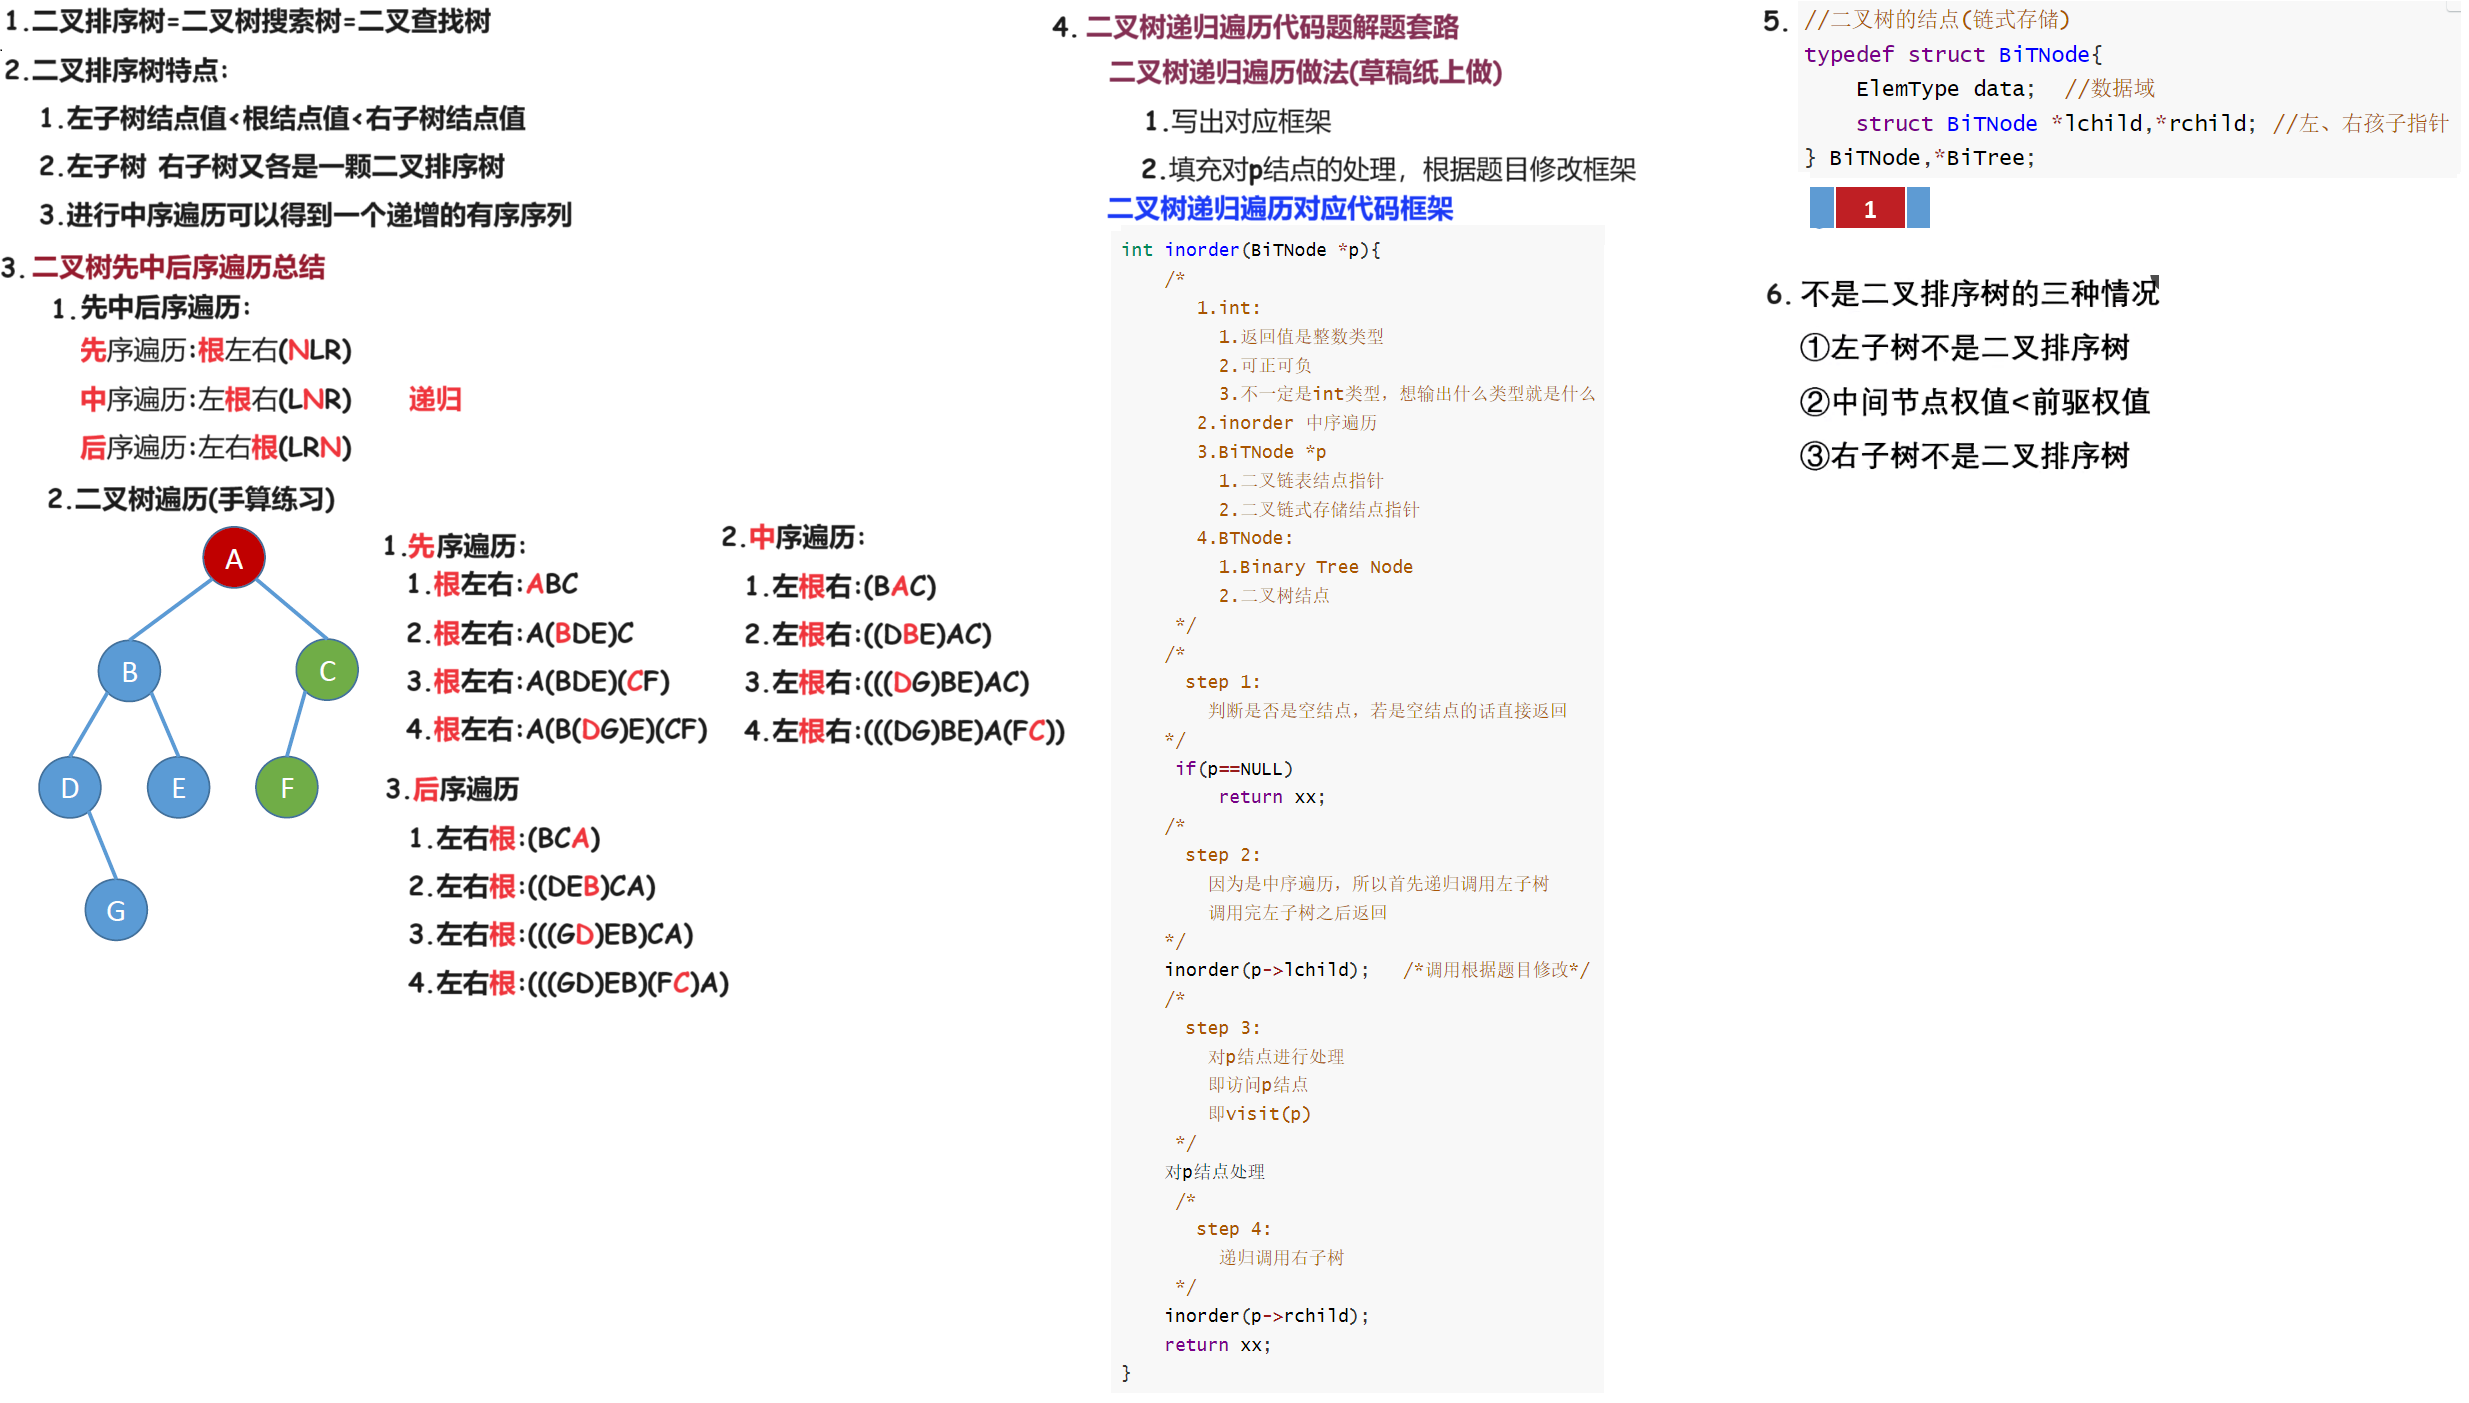 1.二叉排序树=二叉树搜索树=二叉查找树
2.二叉排序树特点:
1.左子树结点值<根结点值<右子树结点值
2.左子树 右子树又各是一颗二叉排序树
3.进行中序遍历可以得到一个递增的有序序列
3.二叉树先中后序遍历总结
1.先中后序遍历:
先序遍历:根左右(NLR)
中序遍历:左根右(LNR) 递归
后序遍历:左右根(LRN)
2.二叉树遍历(手算练习)
A
B
C
D
E
F
G
1.先序遍历:
1.根左右:ABC
2.根左右:A(BDE)C
3.根左右:A(BDE)(CF)
4.根左右:A(B(DG)E)(CF)
2.中序遍历:
1.左根右:(BAC)
2.左根右:((DBE)AC)
3.左根右:(((DG)BE)AC)
4.左根右:(((DG)BE)A(FC))
3.后序遍历
1.左右根:(BCA)
2.左右根:((DEB)CA)
3.左右根:(((GD)EB)CA)
4.左右根:(((GD)EB)(FC)A)
4.二叉树递归遍历代码题解题套路
二叉树递归遍历做法(草稿纸上做)
1.写出对应框架
2.填充对p结点的处理，根据题目修改框架
二叉树递归遍历对应代码框架
int inorder(BiTNode *p){
/*
1.int:
1.返回值是整数类型
2.可正可负
3.不一定是int类型，想输出什么类型就是什么
2.inorder 中序遍历
3.BiTNode *p
1.二叉链表结点指针
2.二叉链式存储结点指针
4.BTNode:
1.Binary Tree Node
2.二叉树结点
*/
/*
step 1:
判断是否是空结点，若是空结点的话直接返回
*/
if(p==NULL)
return xx;
/*
step 2:
因为是中序遍历，所以首先递归调用左子树
调用完左子树之后返回
*/
inorder(p->lchild); /*调用根据题目修改*/
/*
step 3:
对p结点进行处理
即访问p结点
即visit(p)
*/
对p结点处理
/*
step 4:
递归调用右子树
*/
inorder(p->rchild);
return xx;
}
5. //二叉树的结点(链式存储)
typedef struct BiTNode{
ElemType data; //数据域
struct BiTNode *lchild,*rchild; //左、右孩子指针
} BiTNode,*BiTree;
1
6.不是二叉排序树的三种情况
①左子树不是二叉排序树
②中间节点权值<前驱权值
③右子树不是二叉排序树